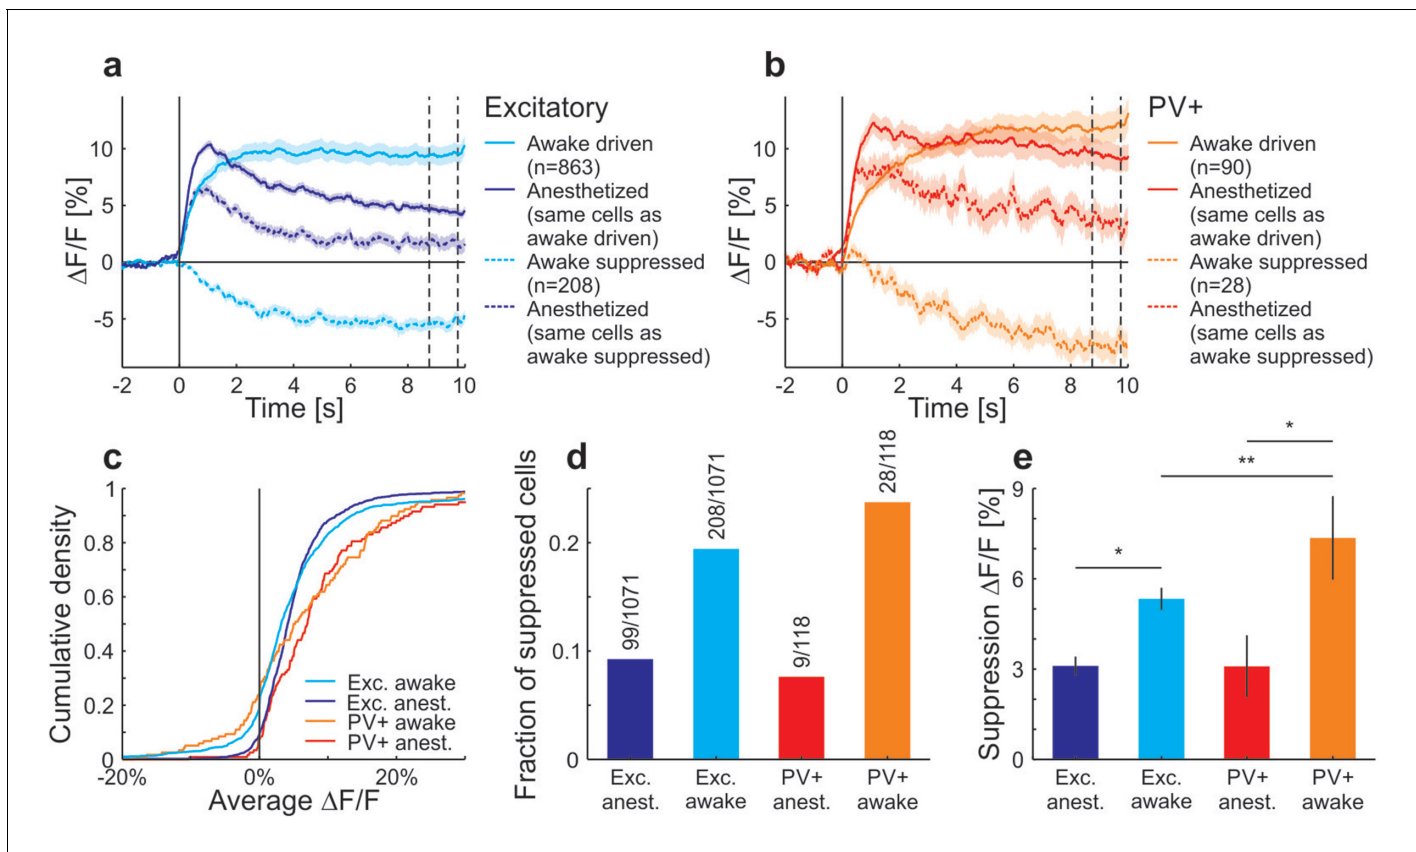 a
ΔF/F [%]
10
5
0
-5
-2
0
2
4
6
8
10
Time [s]
Excitatory
Awake driven
(n=863)
Anesthetized
(same cells as
awake driven)
Awake suppressed
(n=208)
Anesthetized
(same cells as
awake suppressed)
b
ΔF/F [%]
10
5
0
-5
-2
0
2
4
6
8
10
Time [s]
PV+
Awake driven
(n=90)
Anesthetized
(same cells as
awake driven)
Awake suppressed
(n=28)
Anesthetized
(same cells as
awake suppressed)
c
Cumulative density
1
0.8
0.6
0.4
0.2
0
-20%
0%
20%
Average ΔF/F
Exc. awake
Exc. anest.
PV+ awake
PV+ anest.
d
Fraction of suppressed cells
0.2
0.1
0
99/1071
208/1071
9/118
28/118
Exc.
anest.
Exc.
awake
PV+
anest.
PV+
awake
e
Suppression ΔF/F [%]
9
6
3
0
*
**
*
Exc.
anest.
Exc.
awake
PV+
anest.
PV+
awake